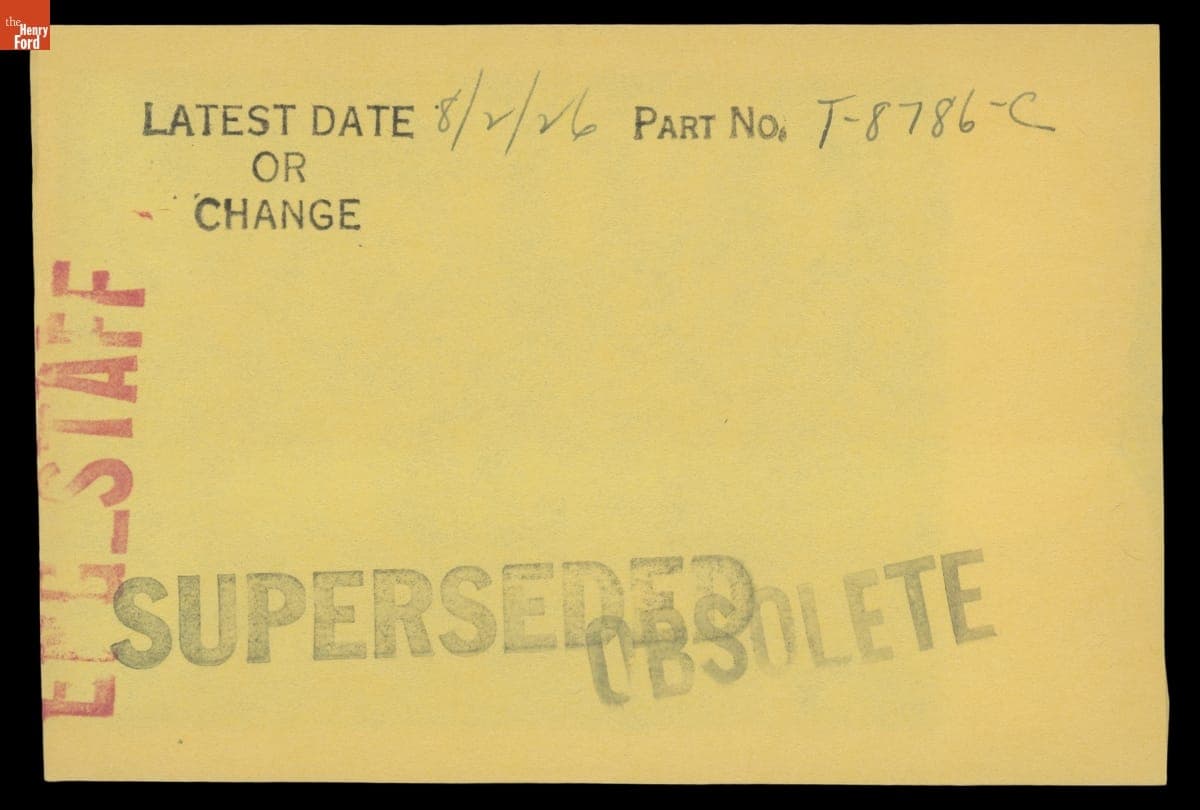 the
Henry
Ford
LATEST DATE 8/2/26 PART NO. T-8786-C
OR
CHANGE
STAFF
SUPERSEDED
OBSOLETE